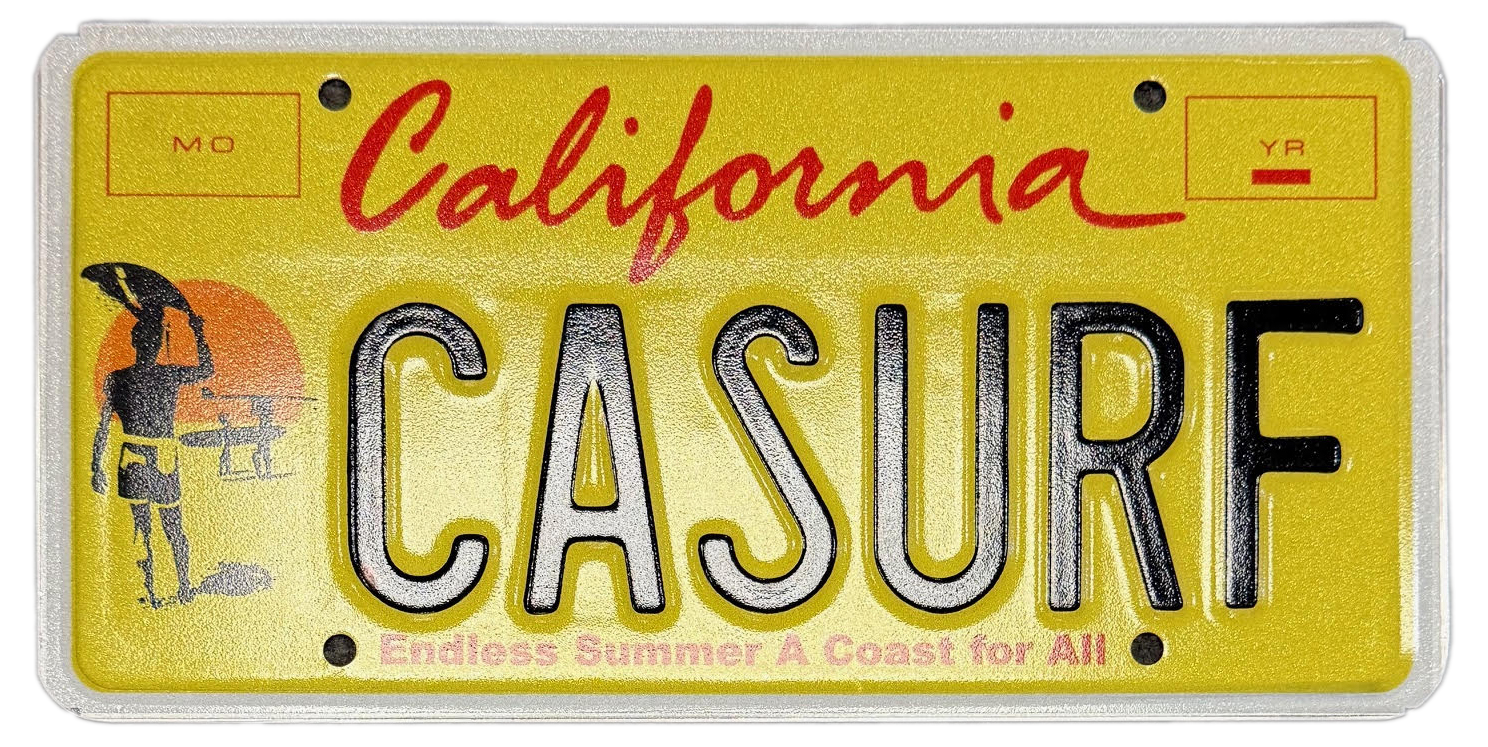 MO
California
YR
CASURF
Endless Summer A Coast for All